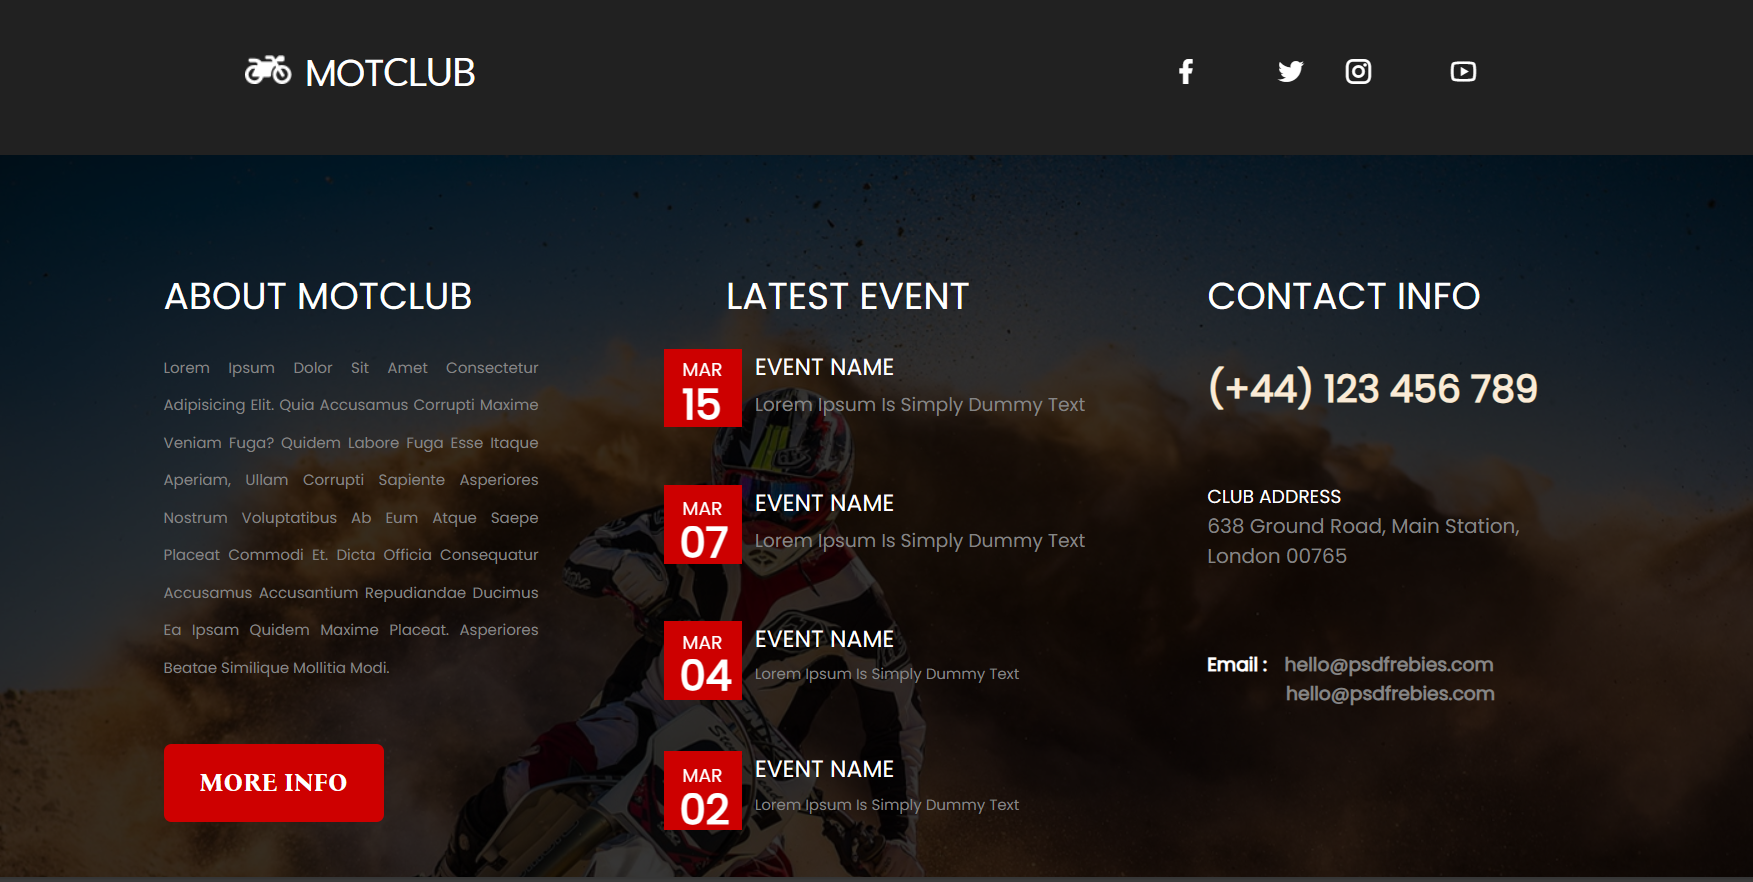 MOTCLUB
ABOUT MOTCLUB
Lorem Ipsum Dolor Sit Amet Consectetur
Adipisicing Elit. Quia Accusamus Corrupti Maxime
Veniam Fuga? Quidem Labore Fuga Esse Itaque
Aperiam, Ullam Corrupti Sapiente Asperiores
Nostrum Voluptatibus Ab Eum Atque Saepe
Placeat Commodi Et. Dicta Officia Consequatur
Accusamus Accusantium Repudiandae Ducimus
Ea Ipsam Quidem Maxime Placeat. Asperiores
Beatae Similique Mollitia Modi.
MORE INFO
LATEST EVENT
MAR
15
EVENT NAME
Lorem Ipsum Is Simply Dummy Text
MAR
07
EVENT NAME
Lorem Ipsum Is Simply Dummy Text
MAR
04
EVENT NAME
Lorem Ipsum Is Simply Dummy Text
MAR
02
EVENT NAME
Lorem Ipsum Is Simply Dummy Text
CONTACT INFO
(+44) 123 456 789
CLUB ADDRESS
638 Ground Road, Main Station,
London 00765
Email : hello@psdfrebies.com
hello@psdfrebies.com